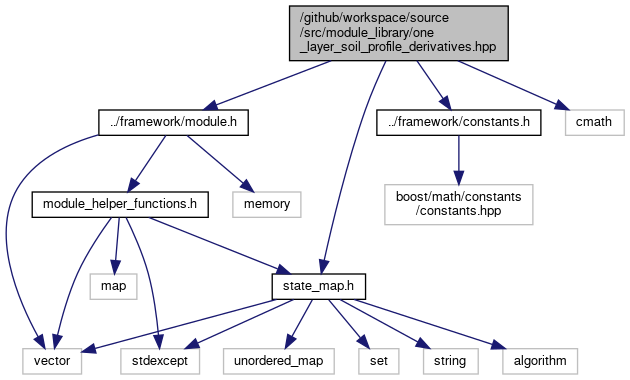 /github/workspace/source
/src/module_library/one
_layer_soil_profile_derivatives.hpp
../framework/module.h
../framework/constants.h
cmath
module_helper_functions.h
memory
boost/math/constants
/constants.hpp
map
state_map.h
vector
stdexcept
unordered_map
set
string
algorithm